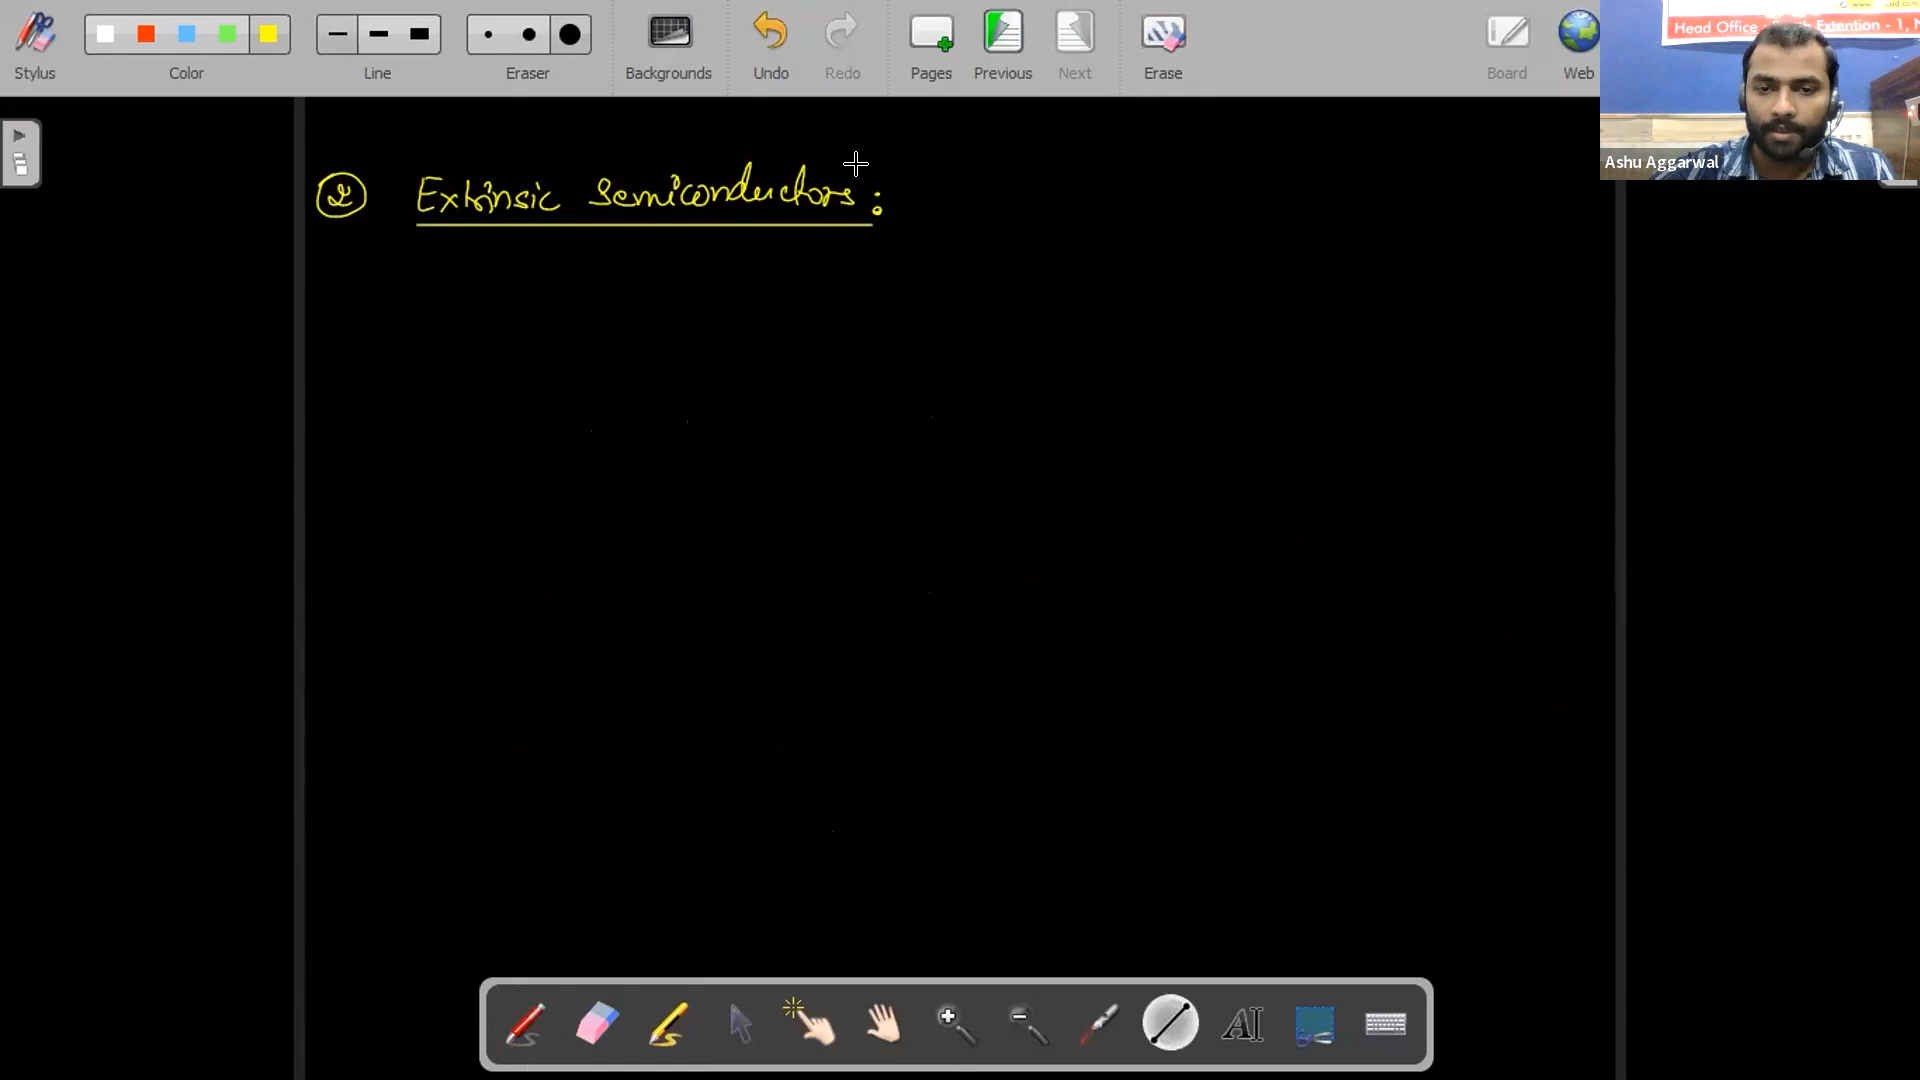 Stylus Color Line Eraser Backgrounds Undo Redo Pages Previous Next Erase Board Web
Head Office
Extention - 1, N
Ashu Aggarwal
② Extrinsic Semiconductors :
AI